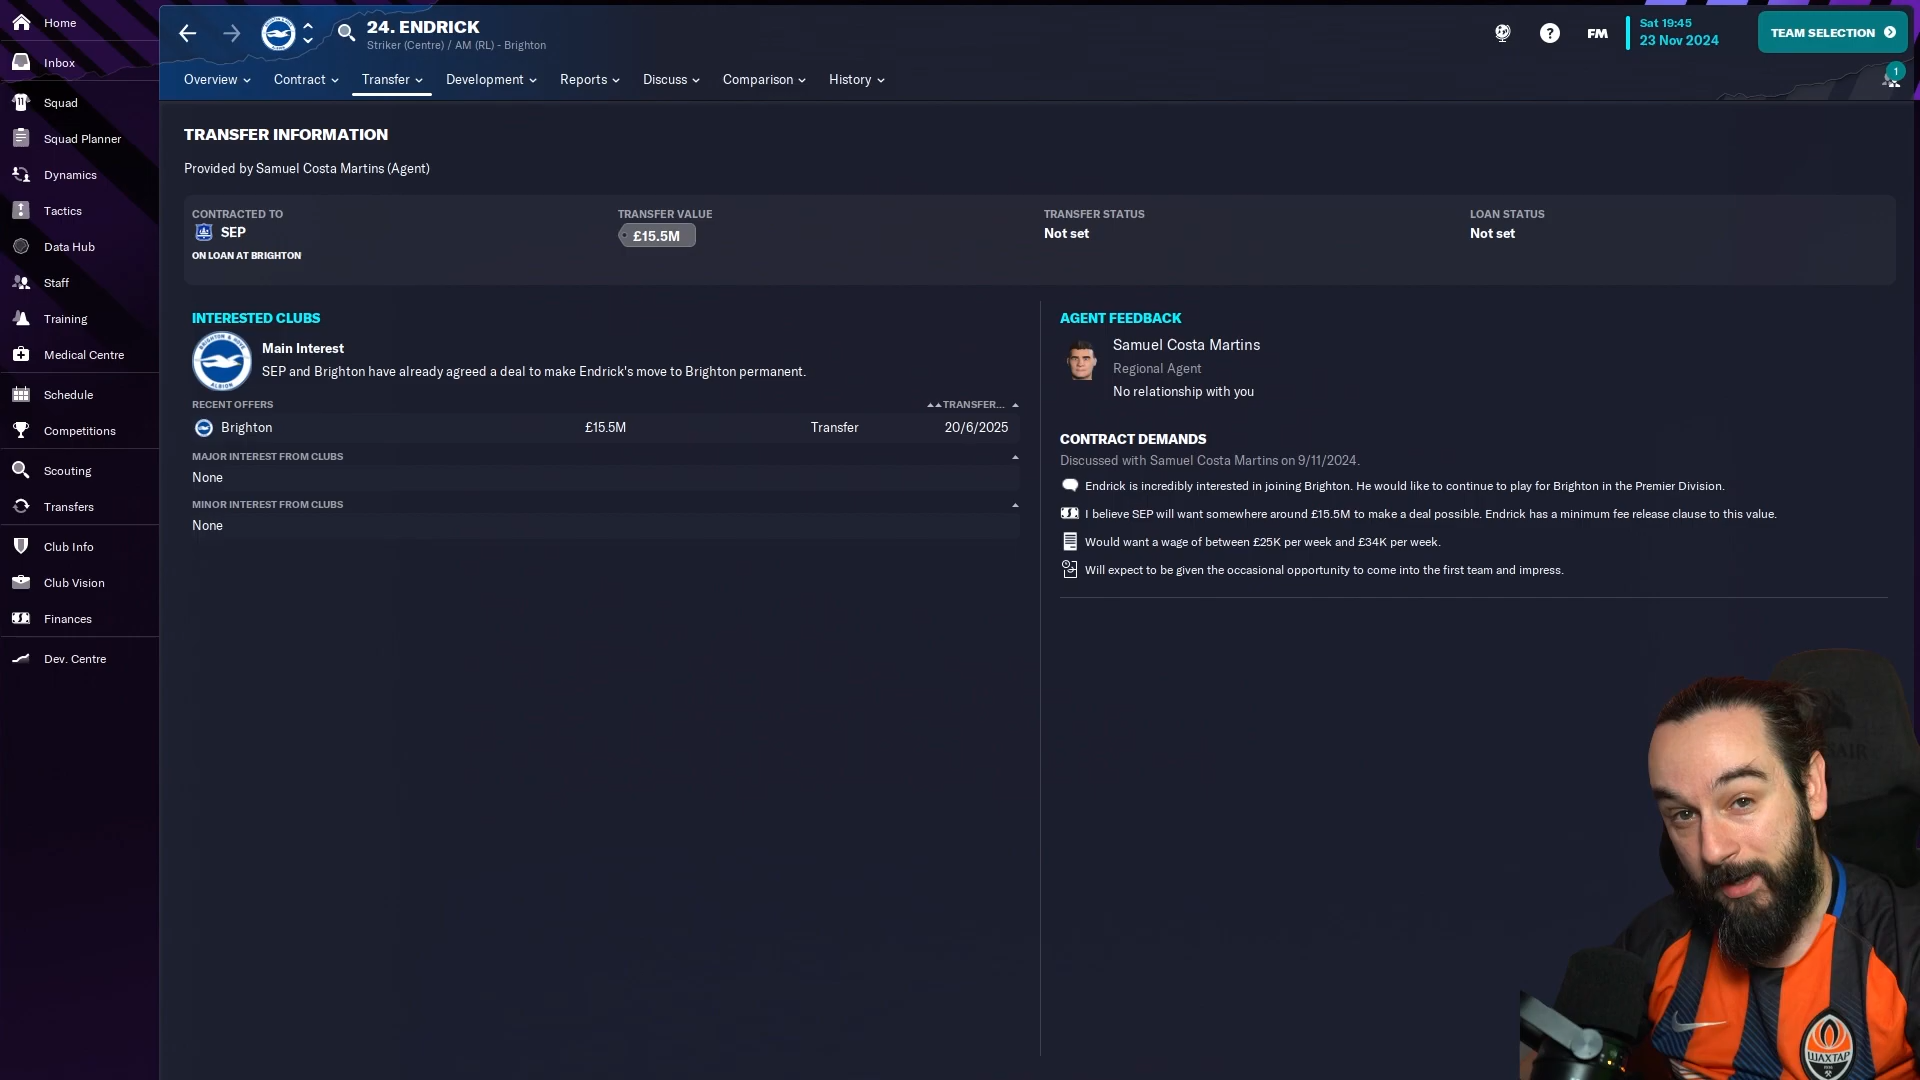 Home
Inbox
Squad
Squad Planner
Dynamics
Tactics
Data Hub
Staff
Training
Medical Centre
Schedule
Competitions
Scouting
Transfers
Club Info
Club Vision
Finances
Dev. Centre
24. ENDRICK
Striker (Centre) / AM (RL) - Brighton
FM
Sat 19:45
23 Nov 2024
TEAM SELECTION
1
Overview
Contract
Transfer
Development
Reports
Discuss
Comparison
History
TRANSFER INFORMATION
Provided by Samuel Costa Martins (Agent)
CONTRACTED TO
SEP
ON LOAN AT BRIGHTON
TRANSFER VALUE
£15.5M
TRANSFER STATUS
Not set
LOAN STATUS
Not set
INTERESTED CLUBS
Main Interest
SEP and Brighton have already agreed a deal to make Endrick's move to Brighton permanent.
RECENT OFFERS TRANSFER...
Brighton £15.5M Transfer 20/6/2025
MAJOR INTEREST FROM CLUBS
None
MINOR INTEREST FROM CLUBS
None
AGENT FEEDBACK
Samuel Costa Martins
Regional Agent
No relationship with you
CONTRACT DEMANDS
Discussed with Samuel Costa Martins on 9/11/2024.
Endrick is incredibly interested in joining Brighton. He would like to continue to play for Brighton in the Premier Division.
I believe SEP will want somewhere around £15.5M to make a deal possible. Endrick has a minimum fee release clause to this value.
Would want a wage of between £25K per week and £34K per week.
Will expect to be given the occasional opportunity to come into the first team and impress.
ШАХТАР